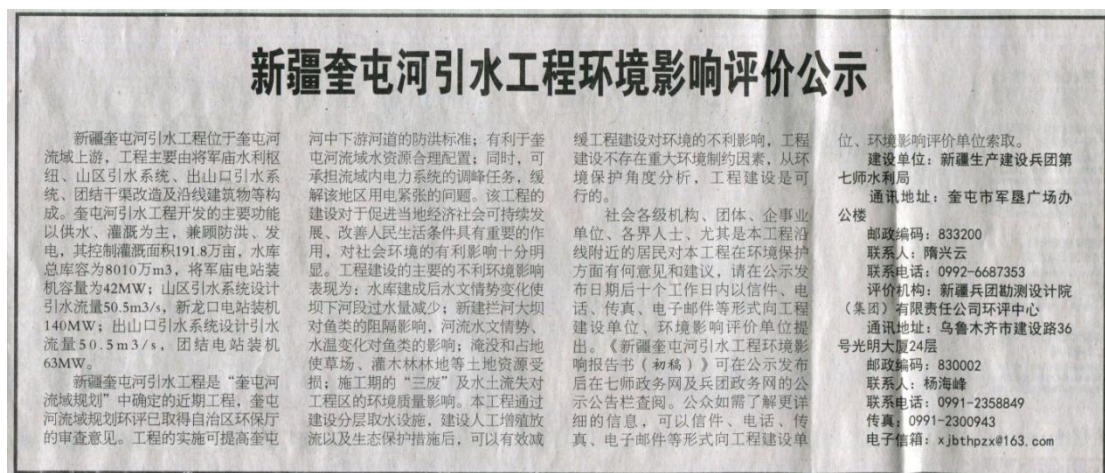 新疆奎屯河引水工程环境影响评价公示
新疆奎屯河引水工程位于奎屯河
流域上游，工程主要由将军庙水利枢
纽、山区引水系统、出山口引水系
统、团结干渠改造及沿线建筑物等构
成。奎屯河引水工程开发的主要功能
以供水、灌溉为主，兼顾防洪、发
电，其控制灌溉面积191.8万亩，水库
总库容为8010万m3，将军庙电站装
机容量为42MW；山区引水系统设计
引水流量50.5m3/s，新龙口电站装机
140MW；出山口引水系统设计引水
流量50.5m3/s，团结电站装机
63MW。
新疆奎屯河引水工程是“奎屯河
流域规划”中确定的近期工程，奎屯
河流域规划环评已取得自治区环保厅
的审查意见。工程的实施可提高奎屯
河中下游河道的防洪标准；有利于奎
屯河流域水资源合理配置；同时，可
承担流域内电力系统的调峰任务，缓
解该地区用电紧张的问题。该工程的
建设对于促进当地经济社会可持续发
展、改善人民生活条件具有重要的作
用，对社会环境的有利影响十分明
显。工程建设的主要的不利环境影响
表现为：水库建成后水文情势变化使
坝下河段过水量减少；新建拦河大坝
对鱼类的阻隔影响，河流水文情势、
水温变化对鱼类的影响；淹没和占地
使草场、灌木林林地等土地资源受
损；施工期的“三废”及水土流失对
工程区的环境质量影响。本工程通过
建设分层取水设施，建设人工增殖放
流以及生态保护措施后，可以有效减
缓工程建设对环境的不利影响，工程
建设不存在重大环境制约因素，从环
境保护角度分析，工程建设是可
行的。
社会各级机构、团体、企事业
单位、各界人士、尤其是本工程沿
线附近的居民对本工程在环境保护
方面有何意见和建议，请在公示发
布日期后十个工作日内以信件、电
话、传真、电子邮件等形式向工程
建设单位、环境影响评价单位提
出。《新疆奎屯河引水工程环境影
响报告书（初稿）》可在公示发布
后在七师政务网及兵团政务网的公
示公告栏查阅。公众如需了解更详
细的信息，可以信件、电话、传
真、电子邮件等形式向工程建设单
位、环境影响评价单位索取。
建设单位：新疆生产建设兵团第
七师水利局
通讯地址：奎屯市军垦广场办
公楼
邮政编码：833200
联系人：隋兴云
联系电话：0992-6687353
评价机构：新疆兵团勘测设计院
（集团）有限责任公司环评中心
通讯地址：乌鲁木齐市建设路36
号光明大厦24层
邮政编码：830002
联系人：杨海峰
联系电话：0991-2358849
传真：0991-2300943
电子信箱：xjbthpzx@163.com